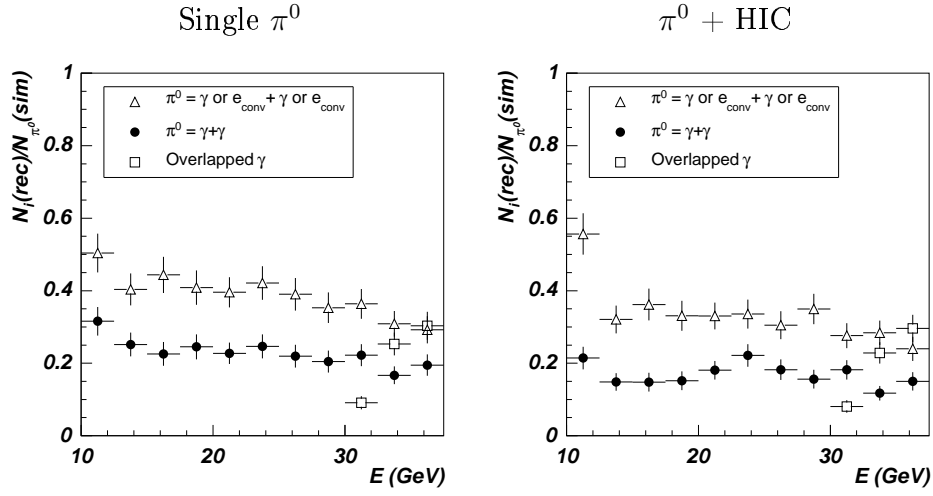 Single π⁰
π⁰ + HIC
N_i(rec)/N_π⁰(sim)
1
0.8
0.6
0.4
0.2
0
π⁰ = γ or e_conv + γ or e_conv
π⁰ = γ+γ
Overlapped γ
10
20
30
E (GeV)
N_i(rec)/N_π⁰(sim)
1
0.8
0.6
0.4
0.2
0
π⁰ = γ or e_conv + γ or e_conv
π⁰ = γ+γ
Overlapped γ
10
20
30
E (GeV)